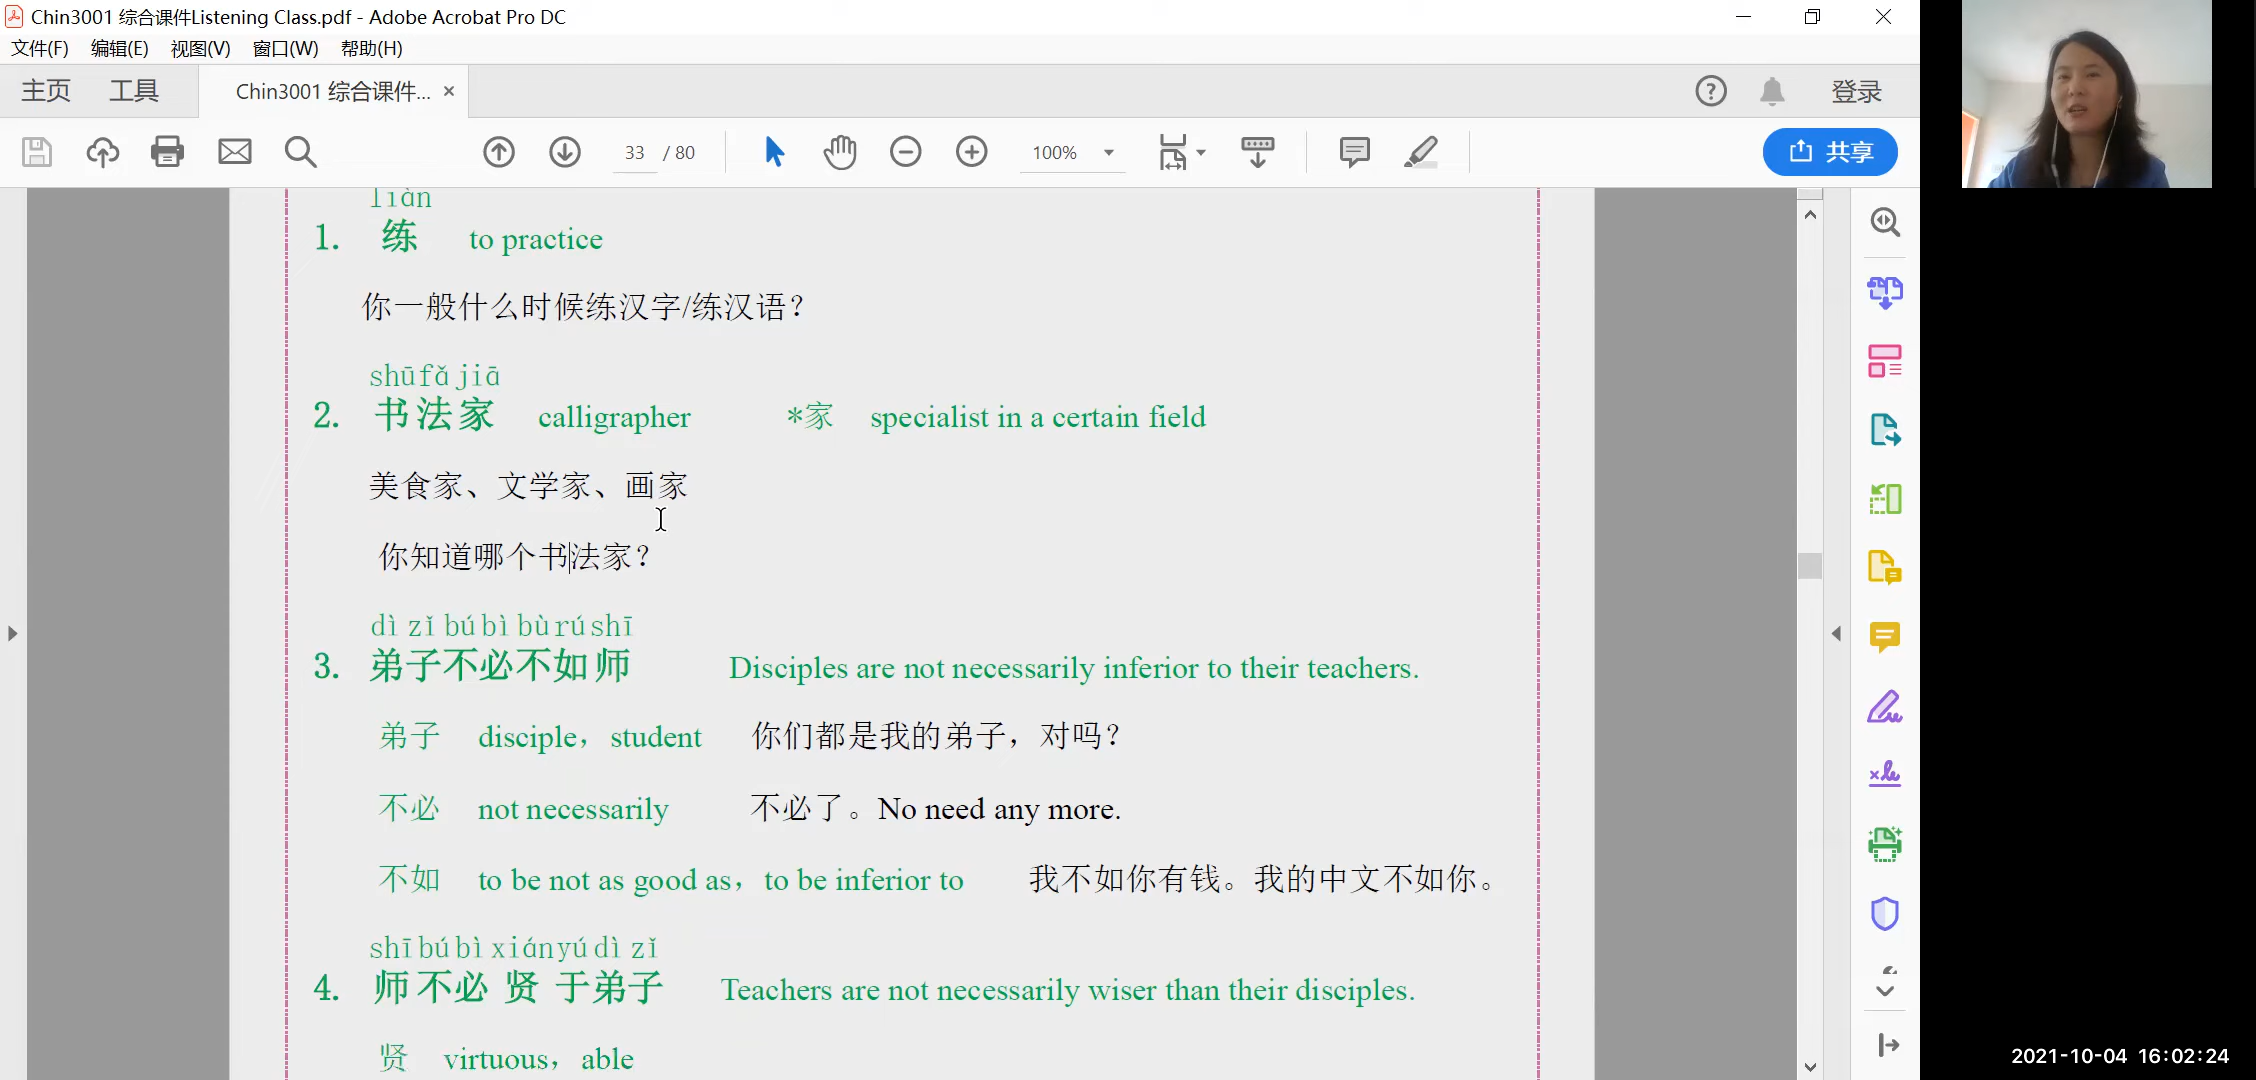 Chin3001 综合课件Listening Class.pdf - Adobe Acrobat Pro DC
文件(F) 编辑(E) 视图(V) 窗口(W) 帮助(H)
主页 工具 Chin3001 综合课件... × 登录
33 / 80 100% 共享
liàn
1. 练 to practice
你一般什么时候练汉字/练汉语?
shūfǎjiā
2. 书法家 calligrapher *家 specialist in a certain field
美食家、文学家、画家
你知道哪个书法家?
dì zǐ bú bì bù rú shī
3. 弟子不必不如师 Disciples are not necessarily inferior to their teachers.
弟子 disciple，student 你们都是我的弟子，对吗?
不必 not necessarily 不必了。No need any more.
不如 to be not as good as，to be inferior to 我不如你有钱。我的中文不如你。
shī bú bì xián yú dì zǐ
4. 师不必贤于弟子 Teachers are not necessarily wiser than their disciples.
贤 virtuous，able
2021-10-04 16:02:24